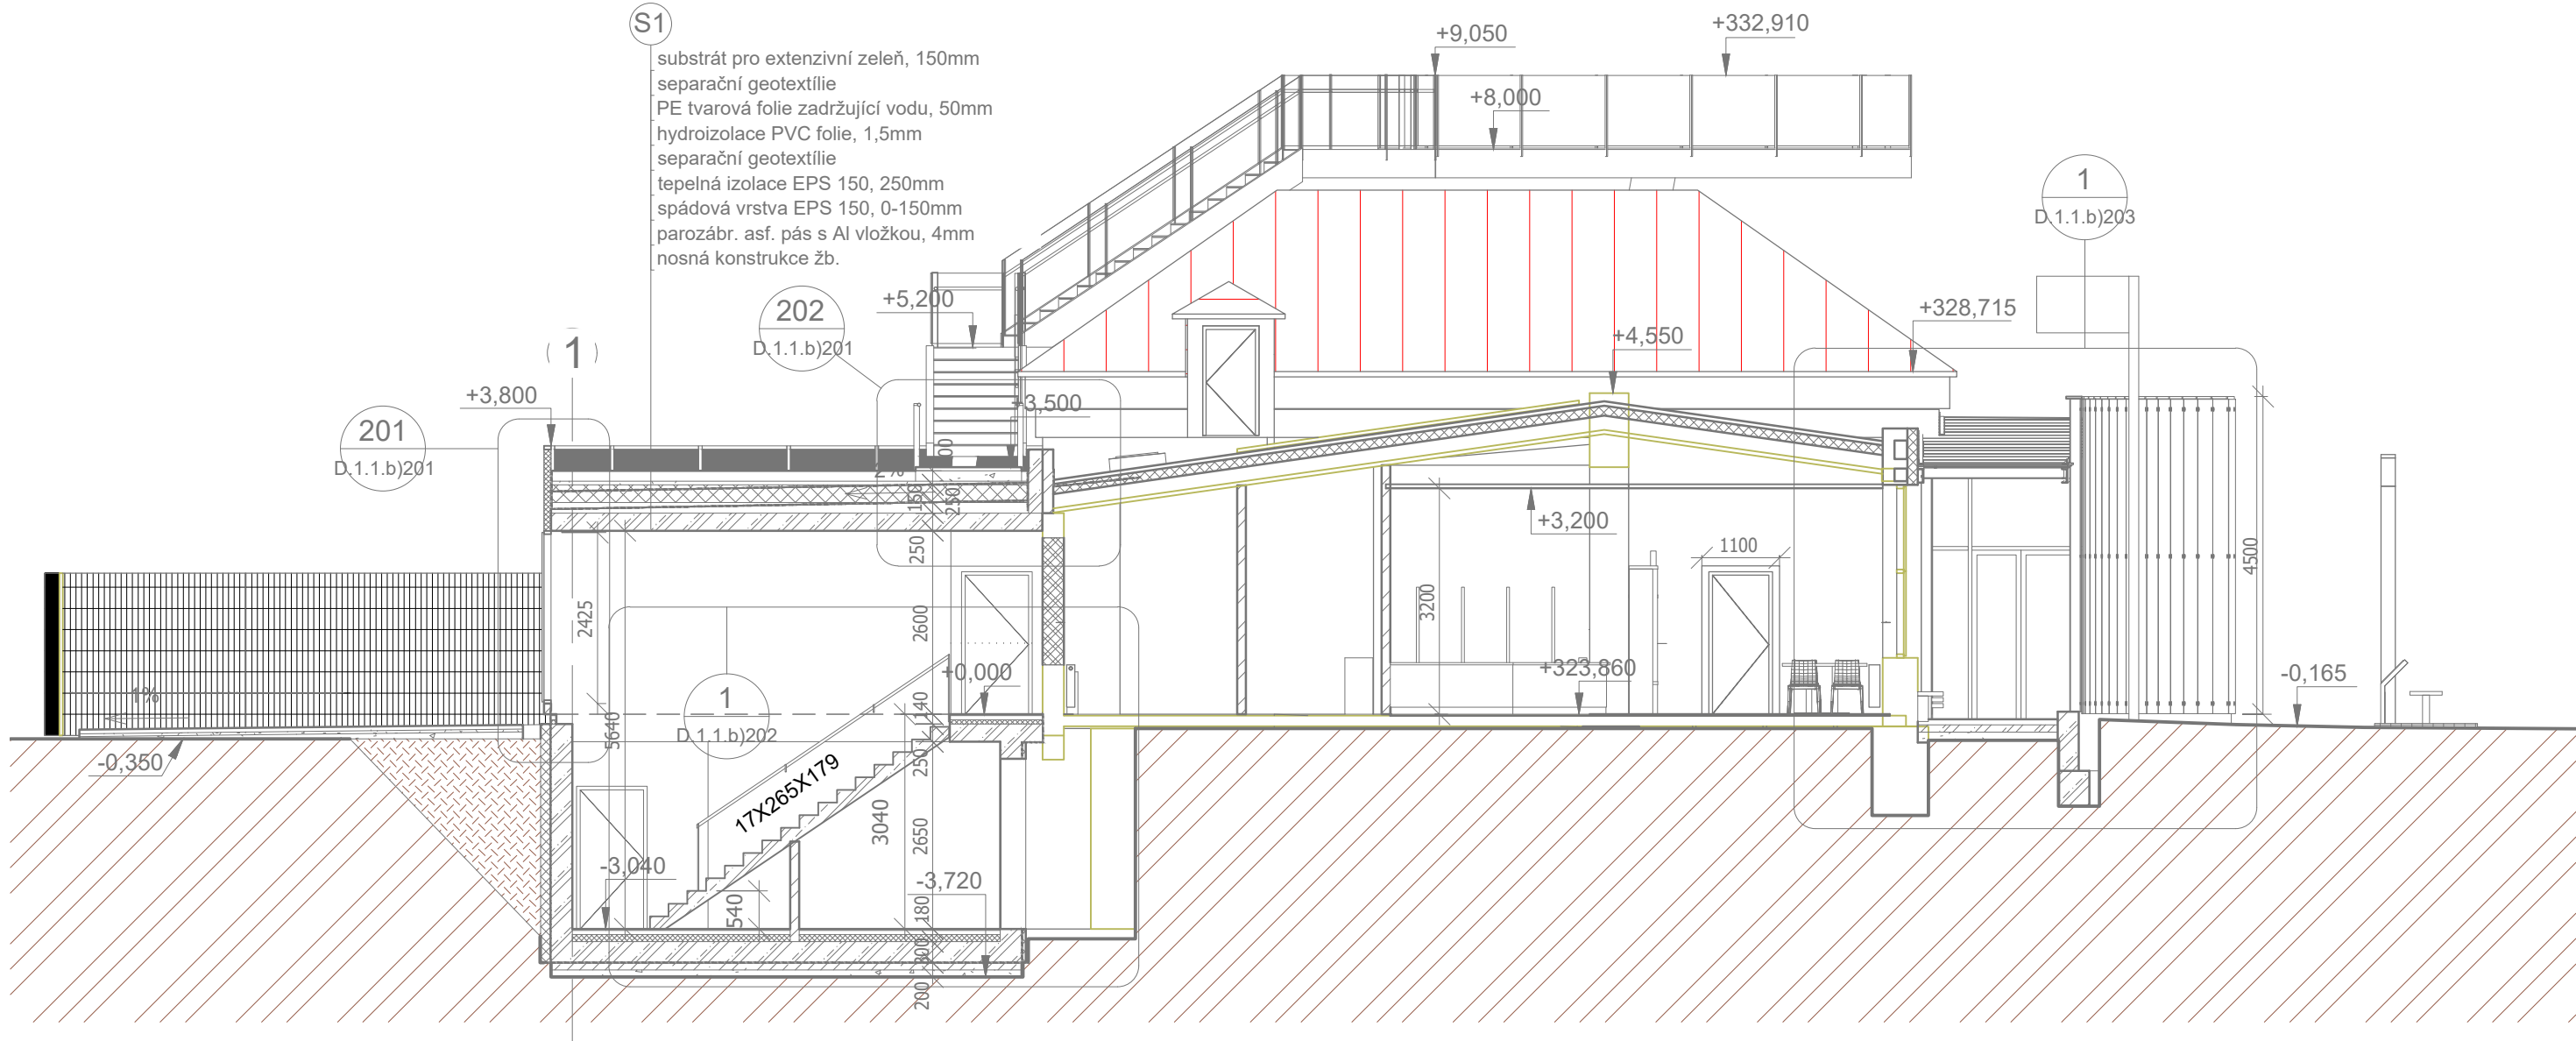 S1
substrát pro extenzivní zeleň, 150mm
separační geotextílie
PE tvarová folie zadržující vodu, 50mm
hydroizolace PVC folie, 1,5mm
separační geotextílie
tepelná izolace EPS 150, 250mm
spádová vrstva EPS 150, 0-150mm
parozábr. asf. pás s Al vložkou, 4mm
nosná konstrukce žb.
+9,050
+332,910
+8,000
1
D.1.1.b)203
202
D.1.1.b)201
+5,200
+328,715
+4,550
1
+3,800
+3,500
201
D.1.1.b)201
2%
150
250
+3,200
250
1100
4500
2425
2600
3200
+0,000
+323,860
-0,165
1%
1
D.1.1.b)202
140
5640
250
-0,350
17X265X179
3040
2650
-3,040
-3,720
540
180
300
200